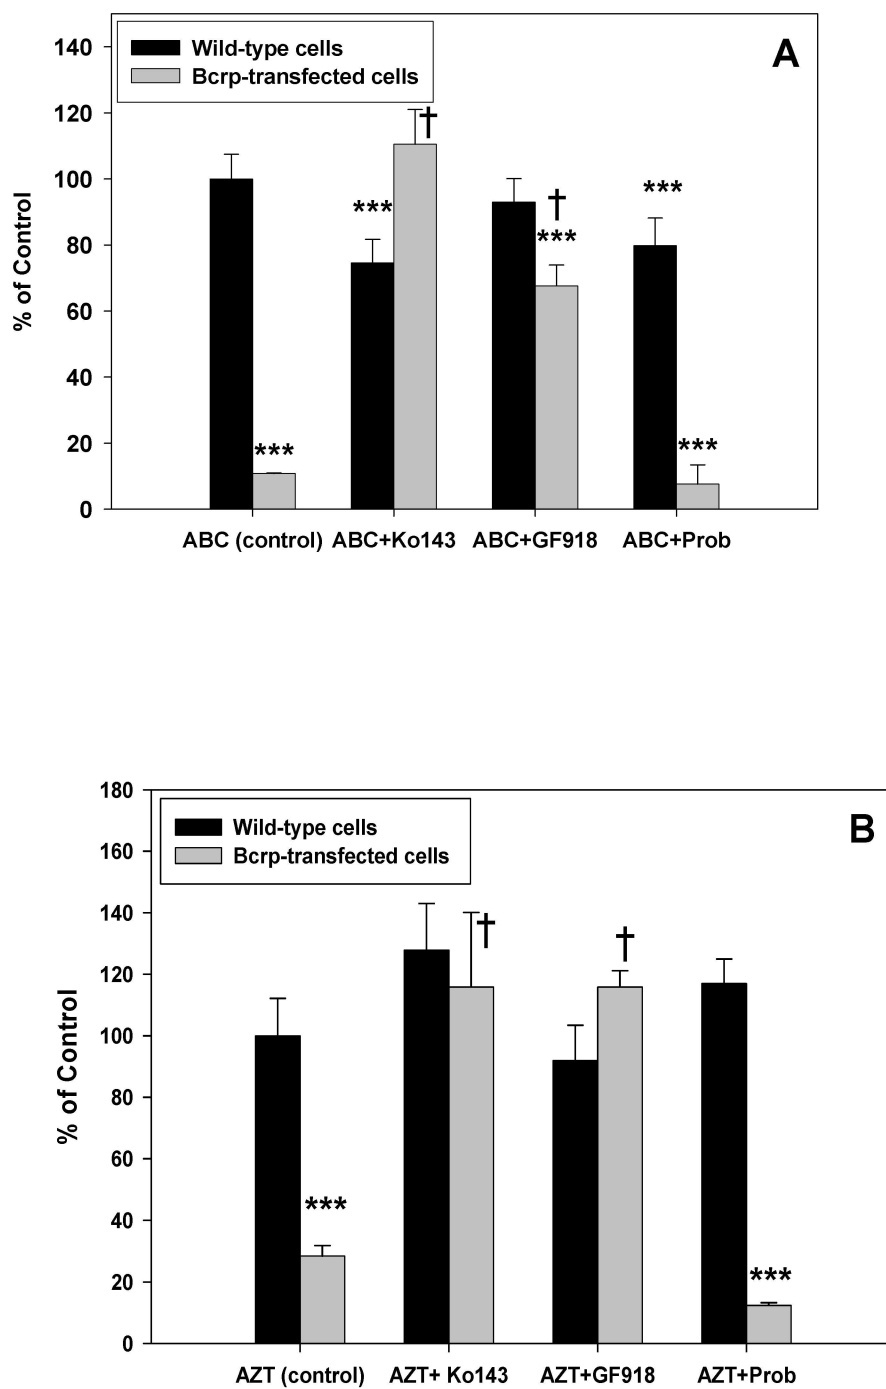 140
120
100
80
60
40
20
0
% of Control
Wild-type cells
Bcrp-transfected cells
A
†
***
†
***
***
***
***
ABC (control) ABC+Ko143 ABC+GF918 ABC+Prob
180
160
140
120
100
80
60
40
20
0
% of Control
Wild-type cells
Bcrp-transfected cells
B
†
†
***
***
AZT (control) AZT+ Ko143 AZT+GF918 AZT+Prob